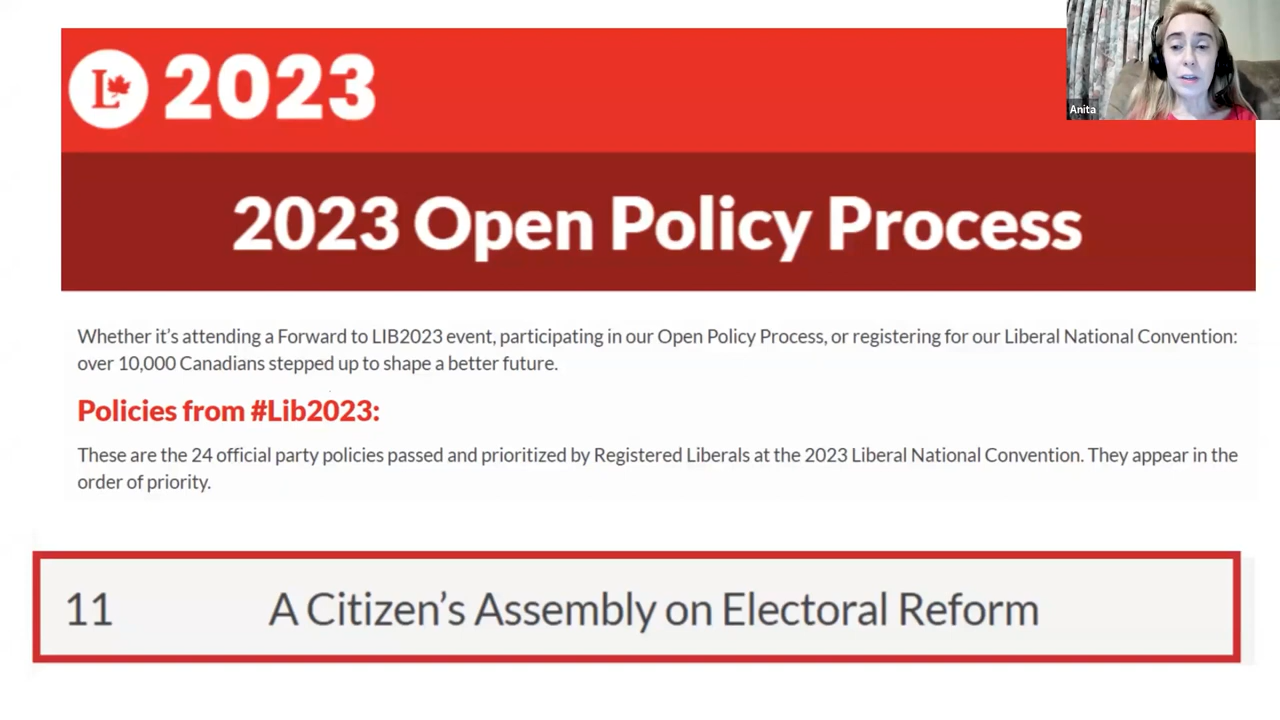 L 2023
Anita
2023 Open Policy Process
Whether it's attending a Forward to LIB2023 event, participating in our Open Policy Process, or registering for our Liberal National Convention:
over 10,000 Canadians stepped up to shape a better future.
Policies from #Lib2023:
These are the 24 official party policies passed and prioritized by Registered Liberals at the 2023 Liberal National Convention. They appear in the
order of priority.
11 A Citizen's Assembly on Electoral Reform